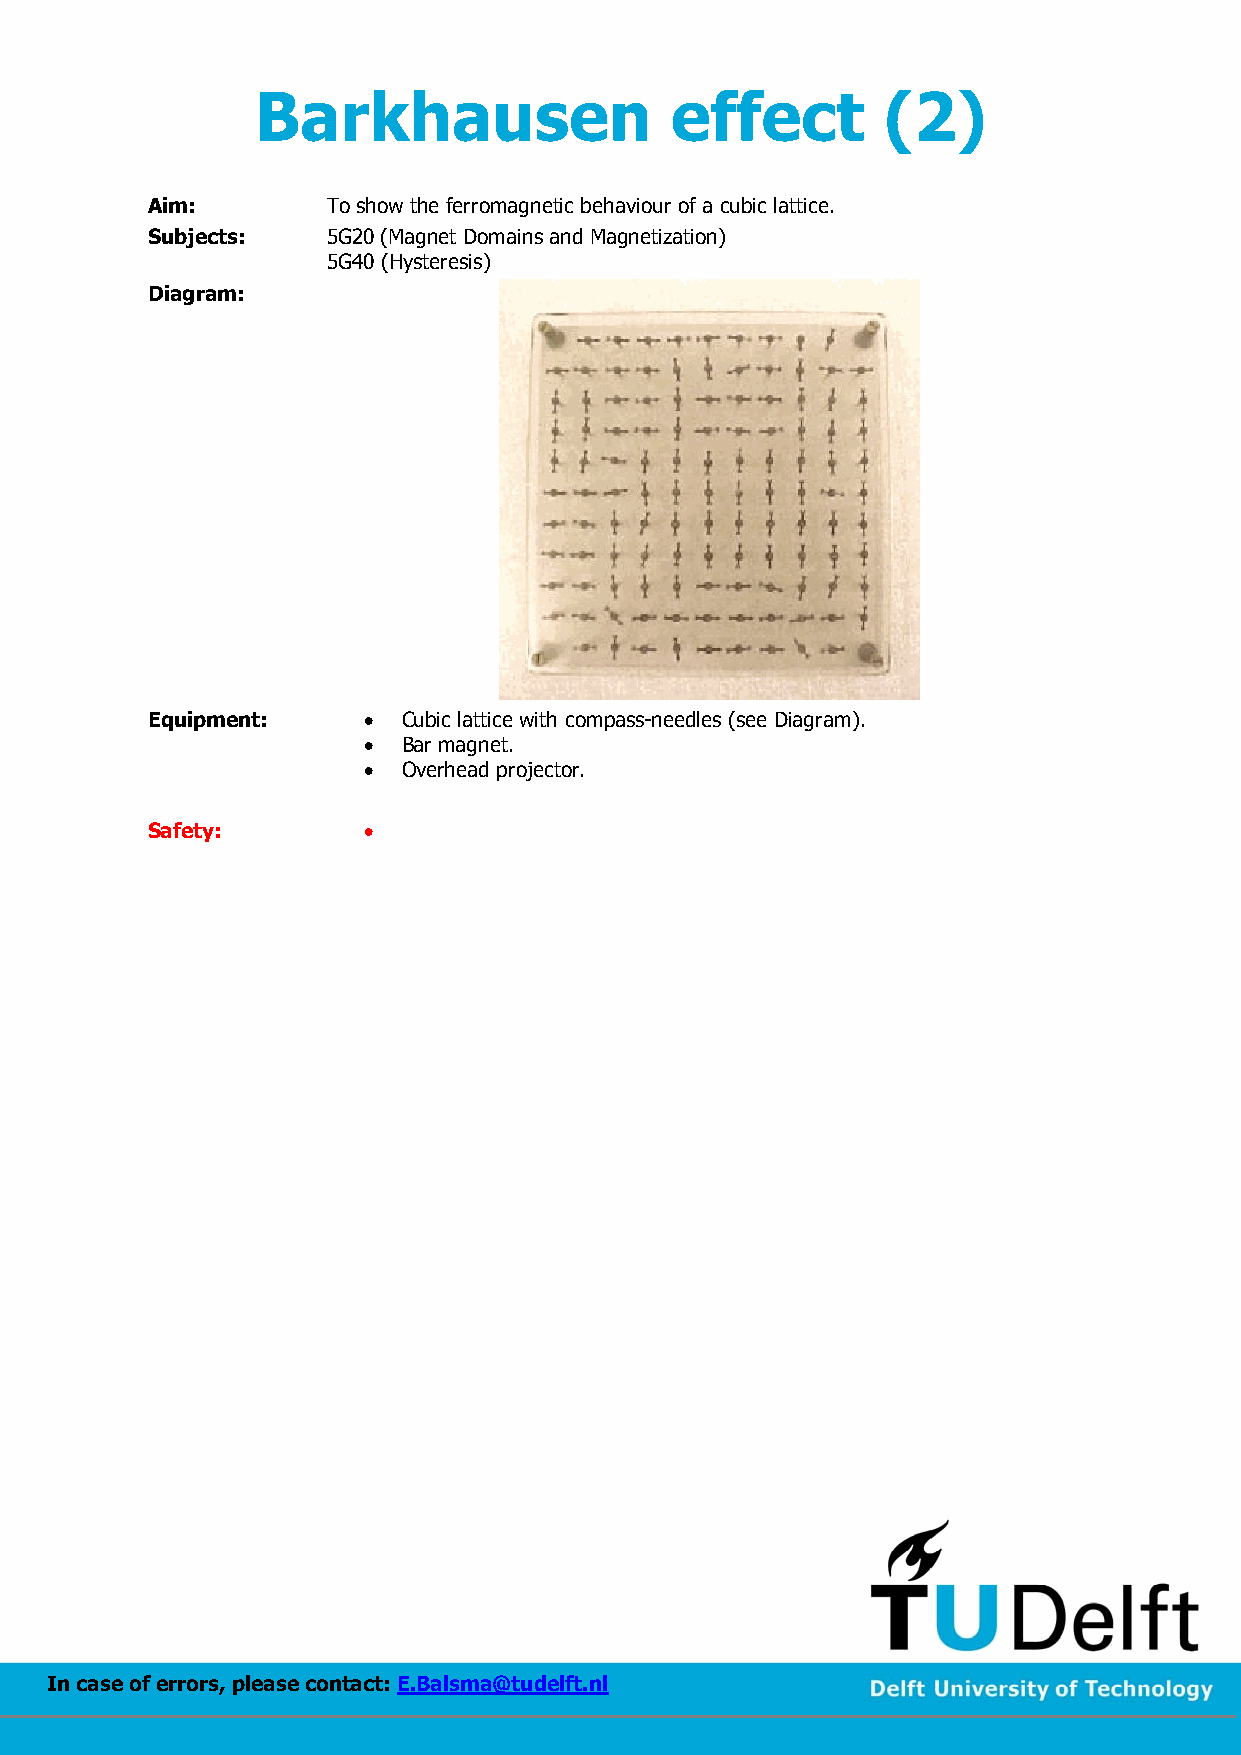 Barkhausen effect (2)
Aim: To show the ferromagnetic behaviour of a cubic lattice.
Subjects: 5G20 (Magnet Domains and Magnetization)
5G40 (Hysteresis)
Diagram:
Equipment: • Cubic lattice with compass-needles (see Diagram).
• Bar magnet.
• Overhead projector.
Safety: •
TUDelft
In case of errors, please contact: E.Balsma@tudelft.nl
Delft University of Technology